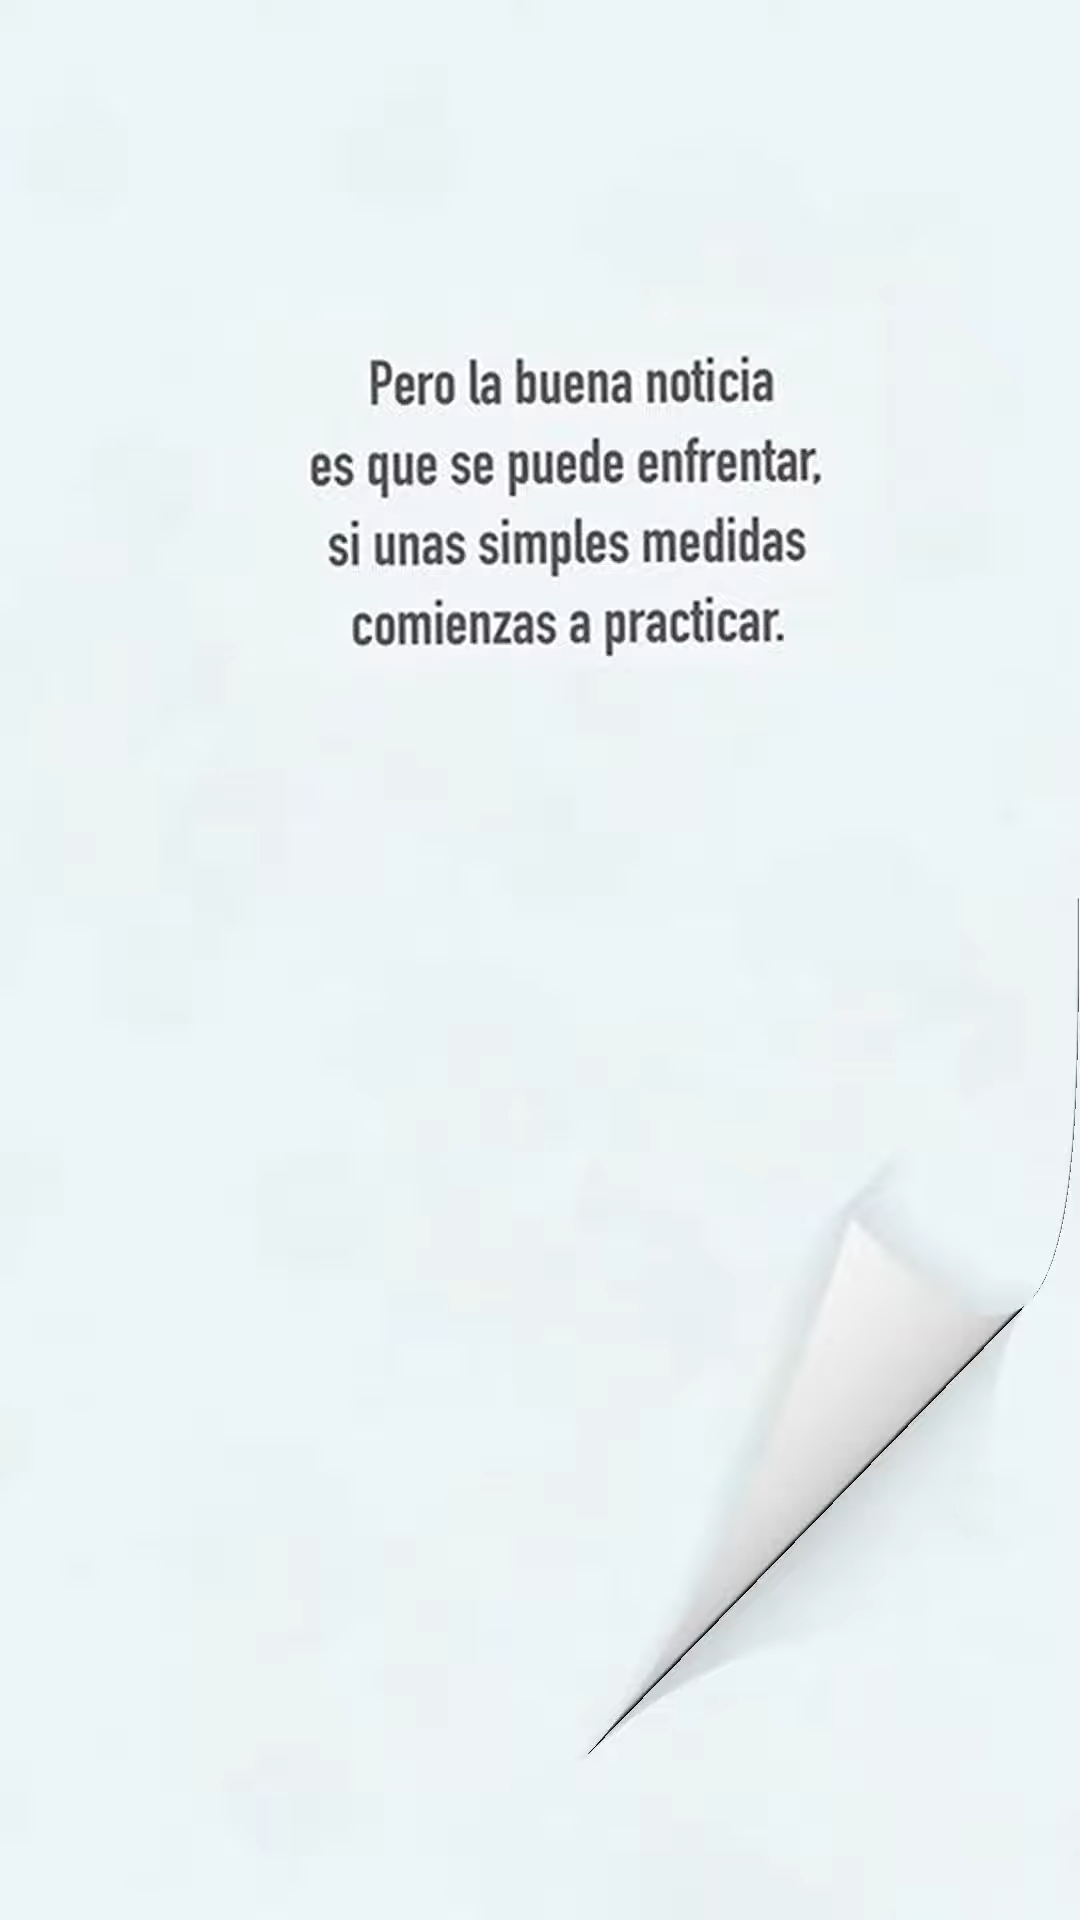 Pero la buena noticia
es que se puede enfrentar,
si unas simples medidas
comienzas a practicar.